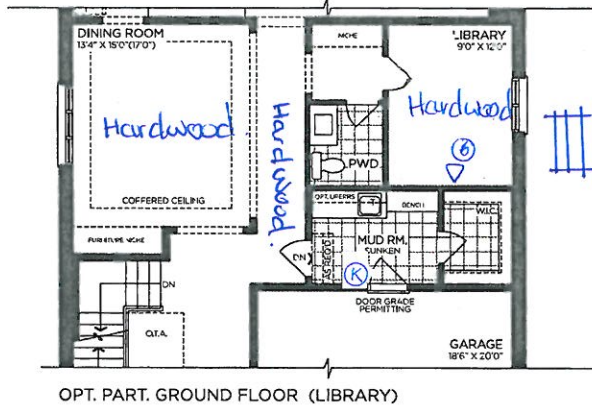 DINING ROOM
13'4" X 15'0"(17'0")
Hardwood
COFFERED CEILING
FURNITURE NICHE
DN
O.T.A.
Hardwood.
NICHE
LIBRARY
9'0" X 12'0"
Hardwood
6
PWD
OPT. UPPERS
BENCH
W.I.C.
MUD RM.
SUNKEN
DN
AS REQ'D
K
DOOR GRADE
PERMITTING
GARAGE
18'6" X 20'0"
OPT. PART. GROUND FLOOR (LIBRARY)